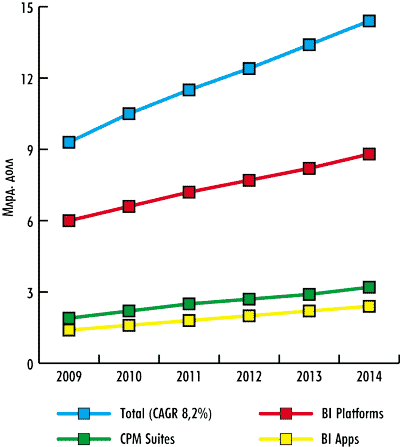 15
12
9
6
3
0
Млрд. долл
2009 2010 2011 2012 2013 2014
Total (CAGR 8,2%) BI Platforms
CPM Suites BI Apps